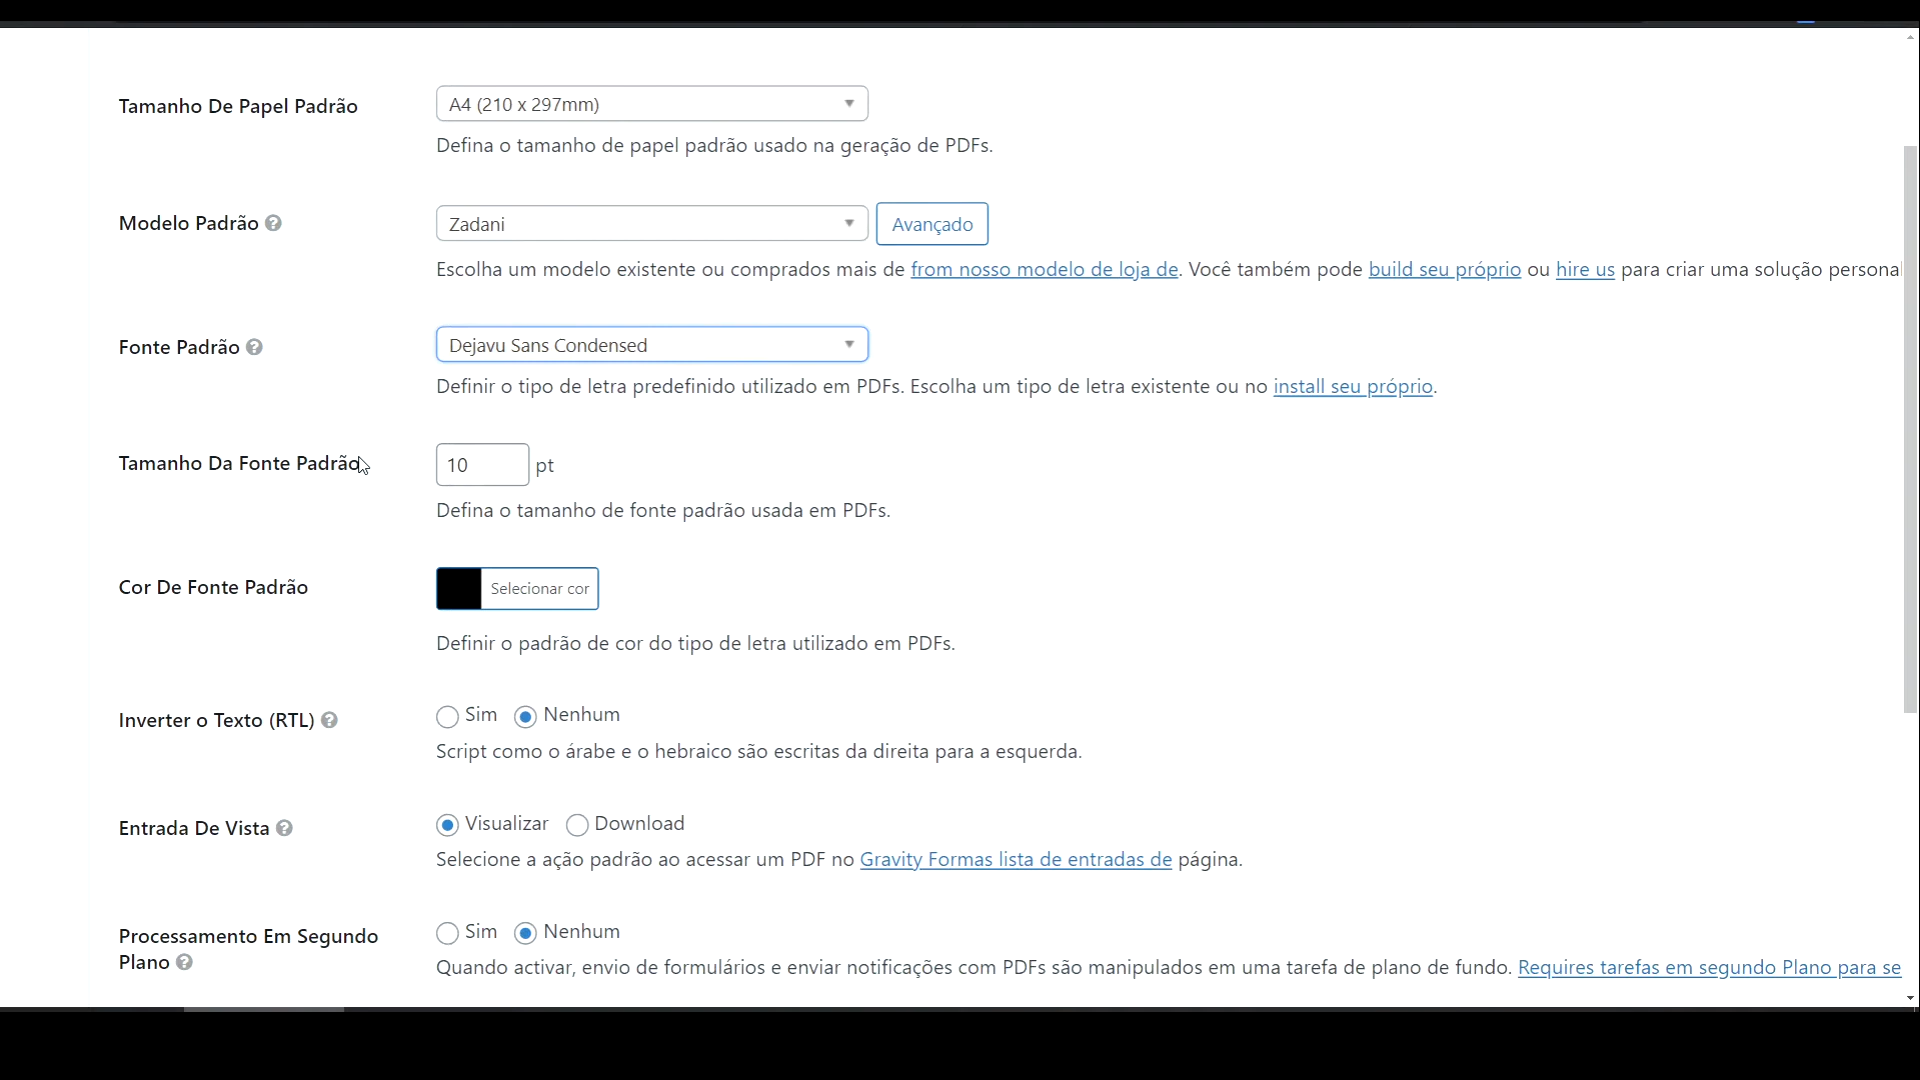 Tamanho De Papel Padrão
A4 (210 x 297mm)
Defina o tamanho de papel padrão usado na geração de PDFs.
Modelo Padrão
Zadani
Avançado
Escolha um modelo existente ou comprados mais de from nosso modelo de loja de. Você também pode build seu próprio ou hire us para criar uma solução personal
Fonte Padrão
Dejavu Sans Condensed
Definir o tipo de letra predefinido utilizado em PDFs. Escolha um tipo de letra existente ou no install seu próprio.
Tamanho Da Fonte Padrão
10 pt
Defina o tamanho de fonte padrão usada em PDFs.
Cor De Fonte Padrão
Selecionar cor
Definir o padrão de cor do tipo de letra utilizado em PDFs.
Inverter o Texto (RTL)
Sim Nenhum
Script como o árabe e o hebraico são escritas da direita para a esquerda.
Entrada De Vista
Visualizar Download
Selecione a ação padrão ao acessar um PDF no Gravity Formas lista de entradas de página.
Processamento Em Segundo
Plano
Sim Nenhum
Quando activar, envio de formulários e enviar notificações com PDFs são manipulados em uma tarefa de plano de fundo. Requires tarefas em segundo Plano para se